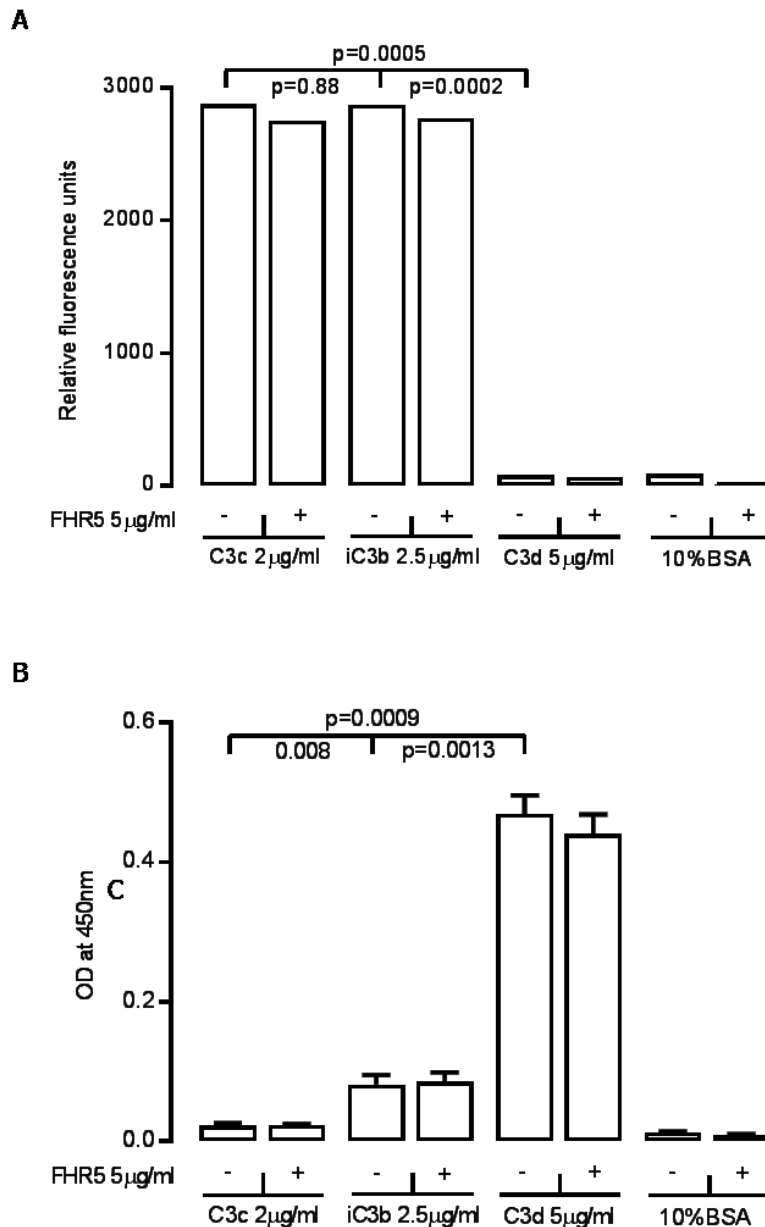 A
p=0.0005
p=0.88 p=0.0002
3000
2000
1000
0
Relative fluorescence units
FHR5 5µg/ml - + - + - + - +
C3c 2µg/ml iC3b 2.5µg/ml C3d 5µg/ml 10%BSA
B
p=0.0009
0.008 p=0.0013
0.6
0.4
0.2
0.0
C
OD at 450nm
FHR5 5µg/ml - + - + - + - +
C3c 2µg/ml iC3b 2.5µg/ml C3d 5µg/ml 10%BSA